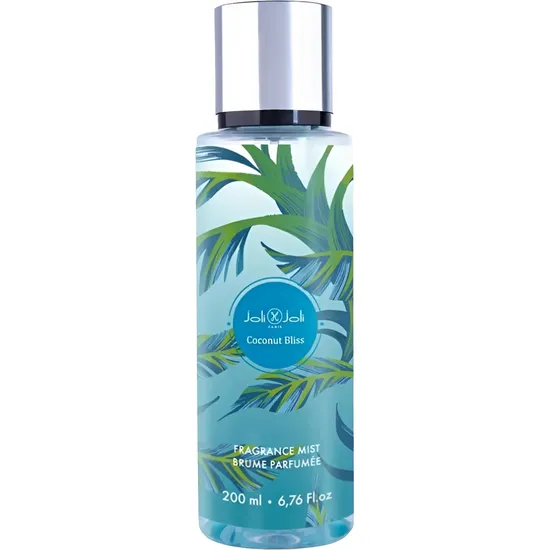 Joli Joli
PARIS
Coconut Bliss
FRAGRANCE MIST
BRUME PARFUMÉE
200 ml • 6,76 Fl.oz